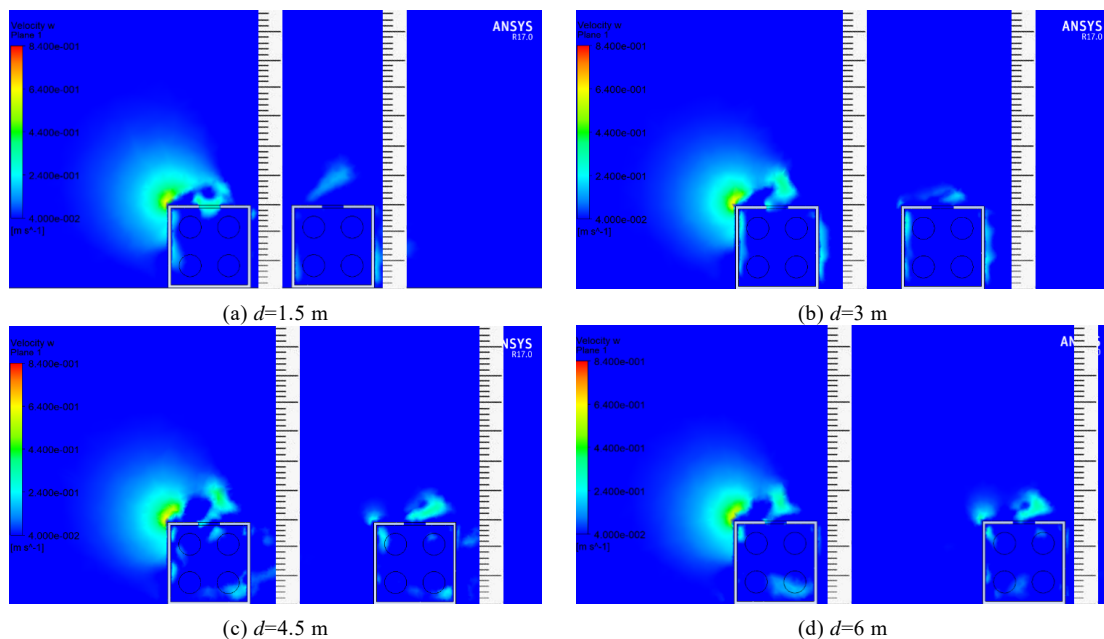 Velocity w
Plane 1
8.400e-001
6.400e-001
4.400e-001
2.400e-001
4.000e-002
[m s^-1]
ANSYS
R17.0
Velocity w
Plane 1
8.400e-001
6.400e-001
4.400e-001
2.400e-001
4.000e-002
[m s^-1]
ANSYS
R17.0
(a) d=1.5 m
(b) d=3 m
Velocity w
Plane 1
8.400e-001
6.400e-001
4.400e-001
2.400e-001
4.000e-002
[m s^-1]
NSYS
R17.0
Velocity w
Plane 1
8.400e-001
6.400e-001
4.400e-001
2.400e-001
4.000e-002
[m s^-1]
(c) d=4.5 m
(d) d=6 m